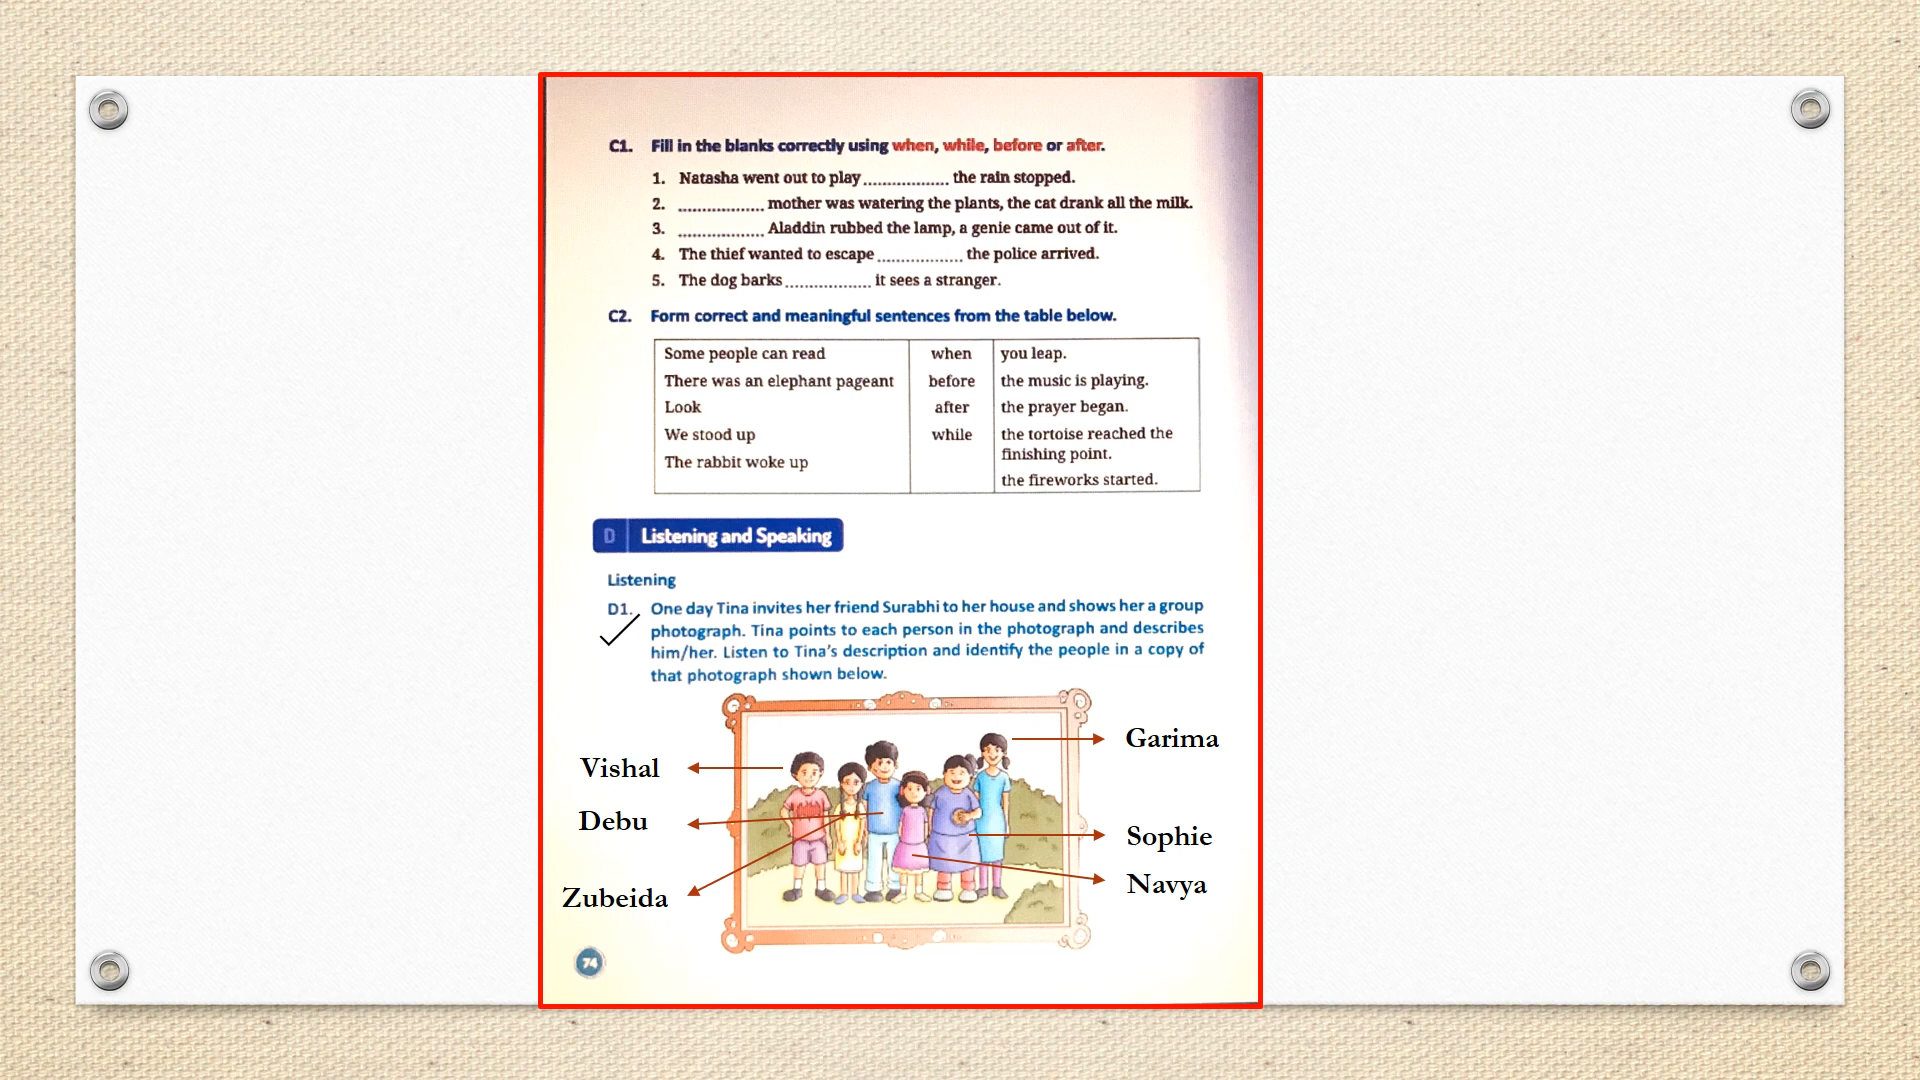 C1. Fill in the blanks correctly using when, while, before or after.
1. Natasha went out to play .................. the rain stopped.
2. .................. mother was watering the plants, the cat drank all the milk.
3. .................. Aladdin rubbed the lamp, a genie came out of it.
4. The thief wanted to escape .................. the police arrived.
5. The dog barks .................. it sees a stranger.
C2. Form correct and meaningful sentences from the table below.
Some people can read when you leap.
There was an elephant pageant before the music is playing.
Look after the prayer began.
We stood up while the tortoise reached the
The rabbit woke up finishing point.
the fireworks started.
D Listening and Speaking
Listening
D1. One day Tina invites her friend Surabhi to her house and shows her a group
photograph. Tina points to each person in the photograph and describes
him/her. Listen to Tina's description and identify the people in a copy of
that photograph shown below.
Garima
Vishal
Debu
Sophie
Navya
Zubeida
74